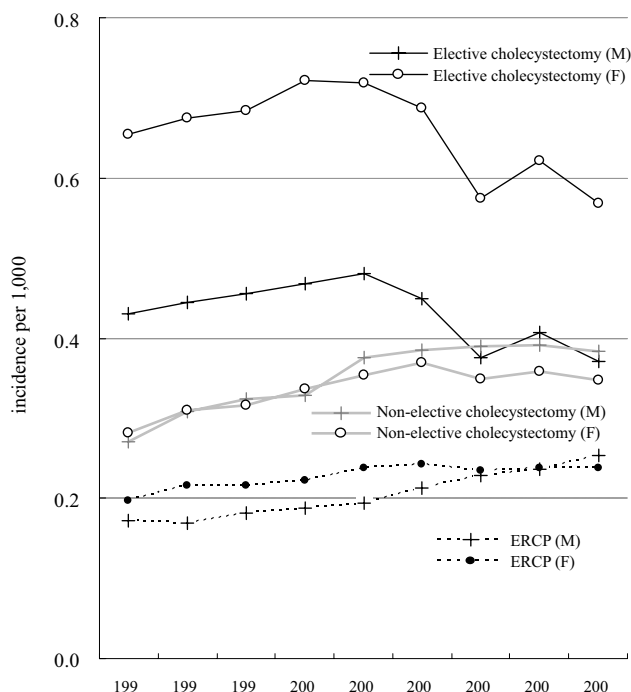 0.8
Elective cholecystectomy (M)
Elective cholecystectomy (F)
0.6
incidence per 1,000
0.4
Non-elective cholecystectomy (M)
Non-elective cholecystectomy (F)
0.2
ERCP (M)
ERCP (F)
0.0
199 199 199 200 200 200 200 200 200